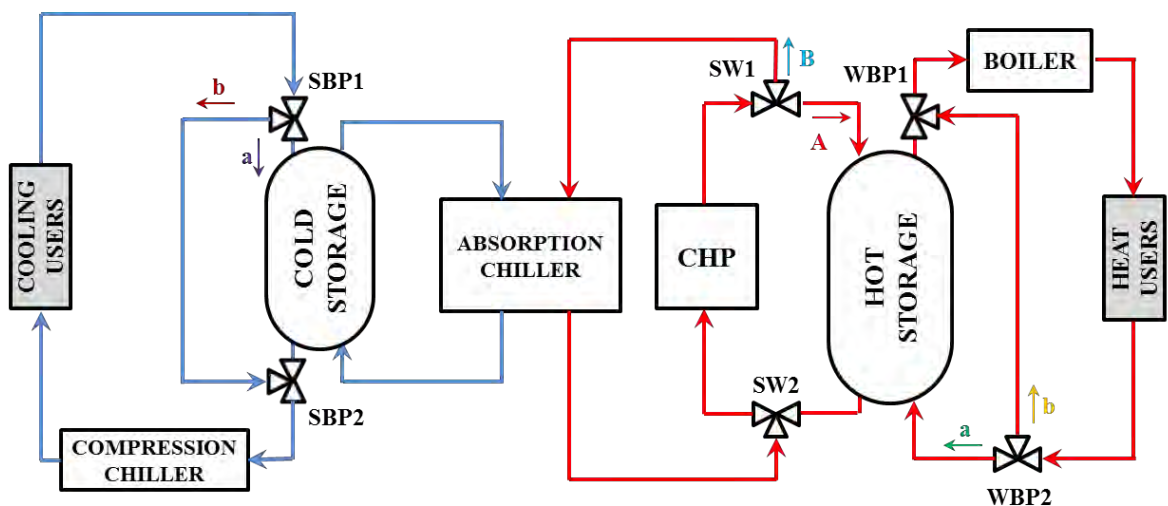 SBP1
b
a
COOLING
USERS
COLD
STORAGE
SBP2
COMPRESSION
CHILLER
ABSORPTION
CHILLER
SW1
B
A
CHP
SW2
WBP1
BOILER
HOT
STORAGE
HEAT
USERS
a
b
WBP2